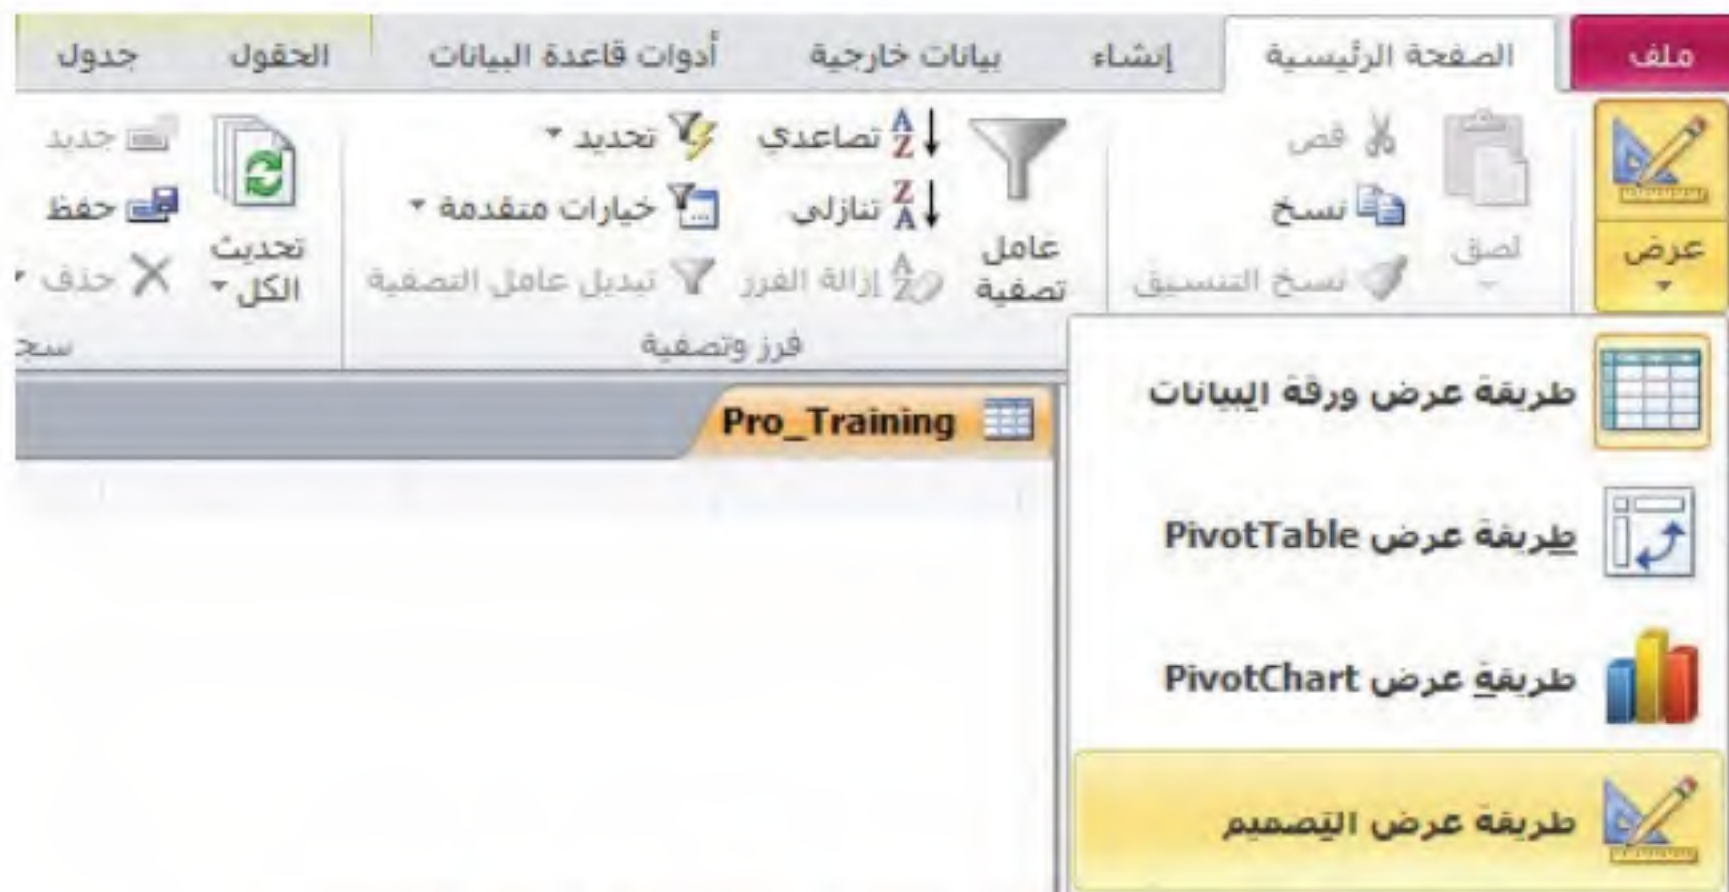 ملف الصفحة الرئيسية إنشاء بيانات خارجية أدوات قاعدة البيانات الحقول جدول
عرض
لصق
قص
نسخ
نسخ التنسيق
عامل
تصفية
تصاعدي
تنازلي
إزالة الفرز
تحديد
خيارات متقدمة
تبديل عامل التصفية
فرز وتصفية
تحديث
الكل
جديد
حفظ
حذف
سج
طريقة عرض ورقة البيانات
طريقة عرض PivotTable
طريقة عرض PivotChart
طريقة عرض التصميم
Pro_Training